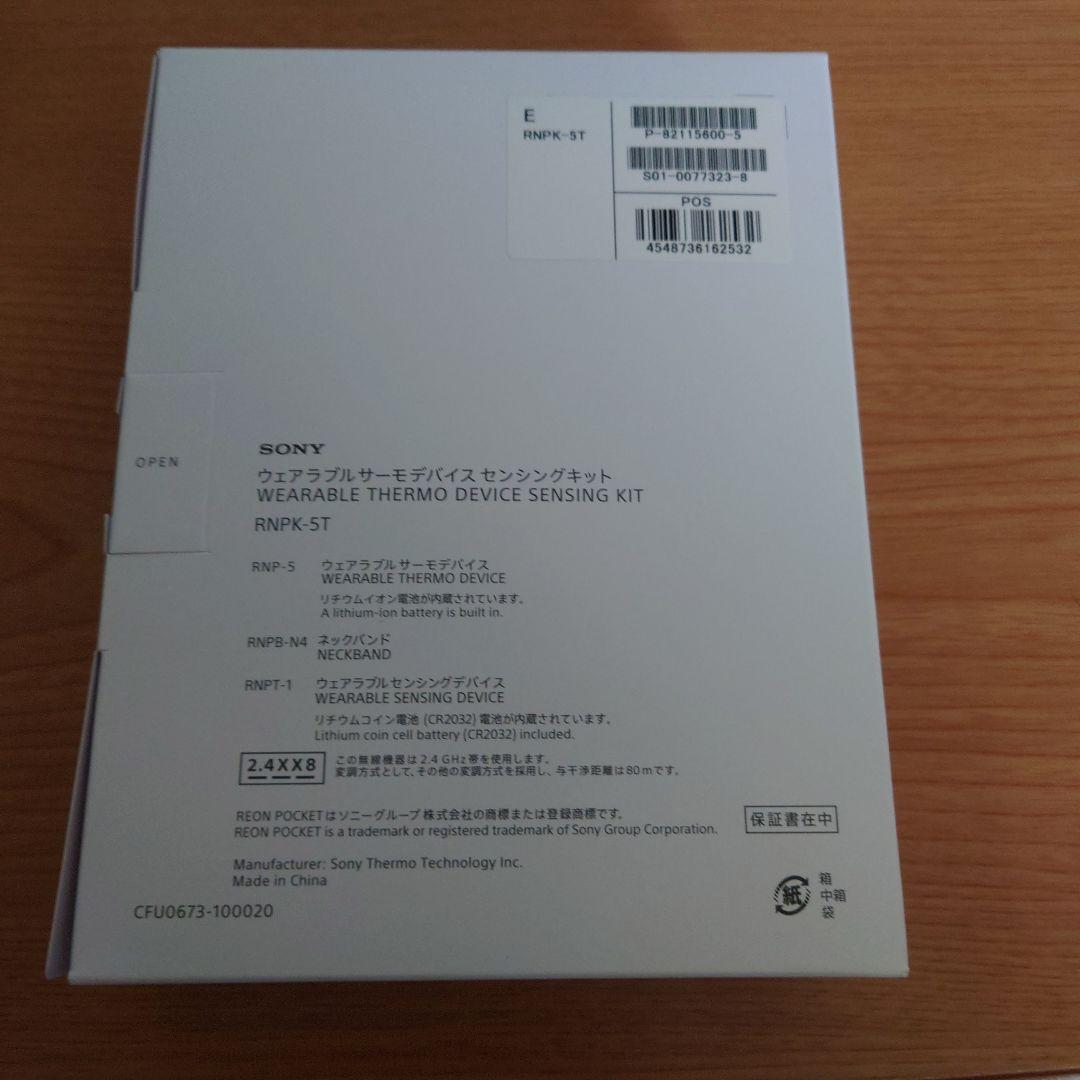 E
RNPK-5T
P-82115600-5
S01-0077323-8
POS
4548736162532
OPEN
SONY
ウェアラブルサーモデバイス センシングキット
WEARABLE THERMO DEVICE SENSING KIT
RNPK-5T
RNP-5 ウェアラブルサーモデバイス
WEARABLE THERMO DEVICE
リチウムイオン電池が内蔵されています。
A lithium-ion battery is built in.
RNPB-N4 ネックバンド
NECKBAND
RNPT-1 ウェアラブルセンシングデバイス
WEARABLE SENSING DEVICE
リチウムコイン電池 (CR2032) 電池が内蔵されています。
Lithium coin cell battery (CR2032) included.
2.4XX8
この無線機器は 2.4 GHz 帯を使用します。
変調方式として、その他の変調方式を採用し、与干渉距離は80mです。
REON POCKETはソニーグループ株式会社の商標または登録商標です。
REON POCKET is a trademark or registered trademark of Sony Group Corporation.
保証書在中
Manufacturer: Sony Thermo Technology Inc.
Made in China
紙
箱
中箱
袋
CFU0673-100020